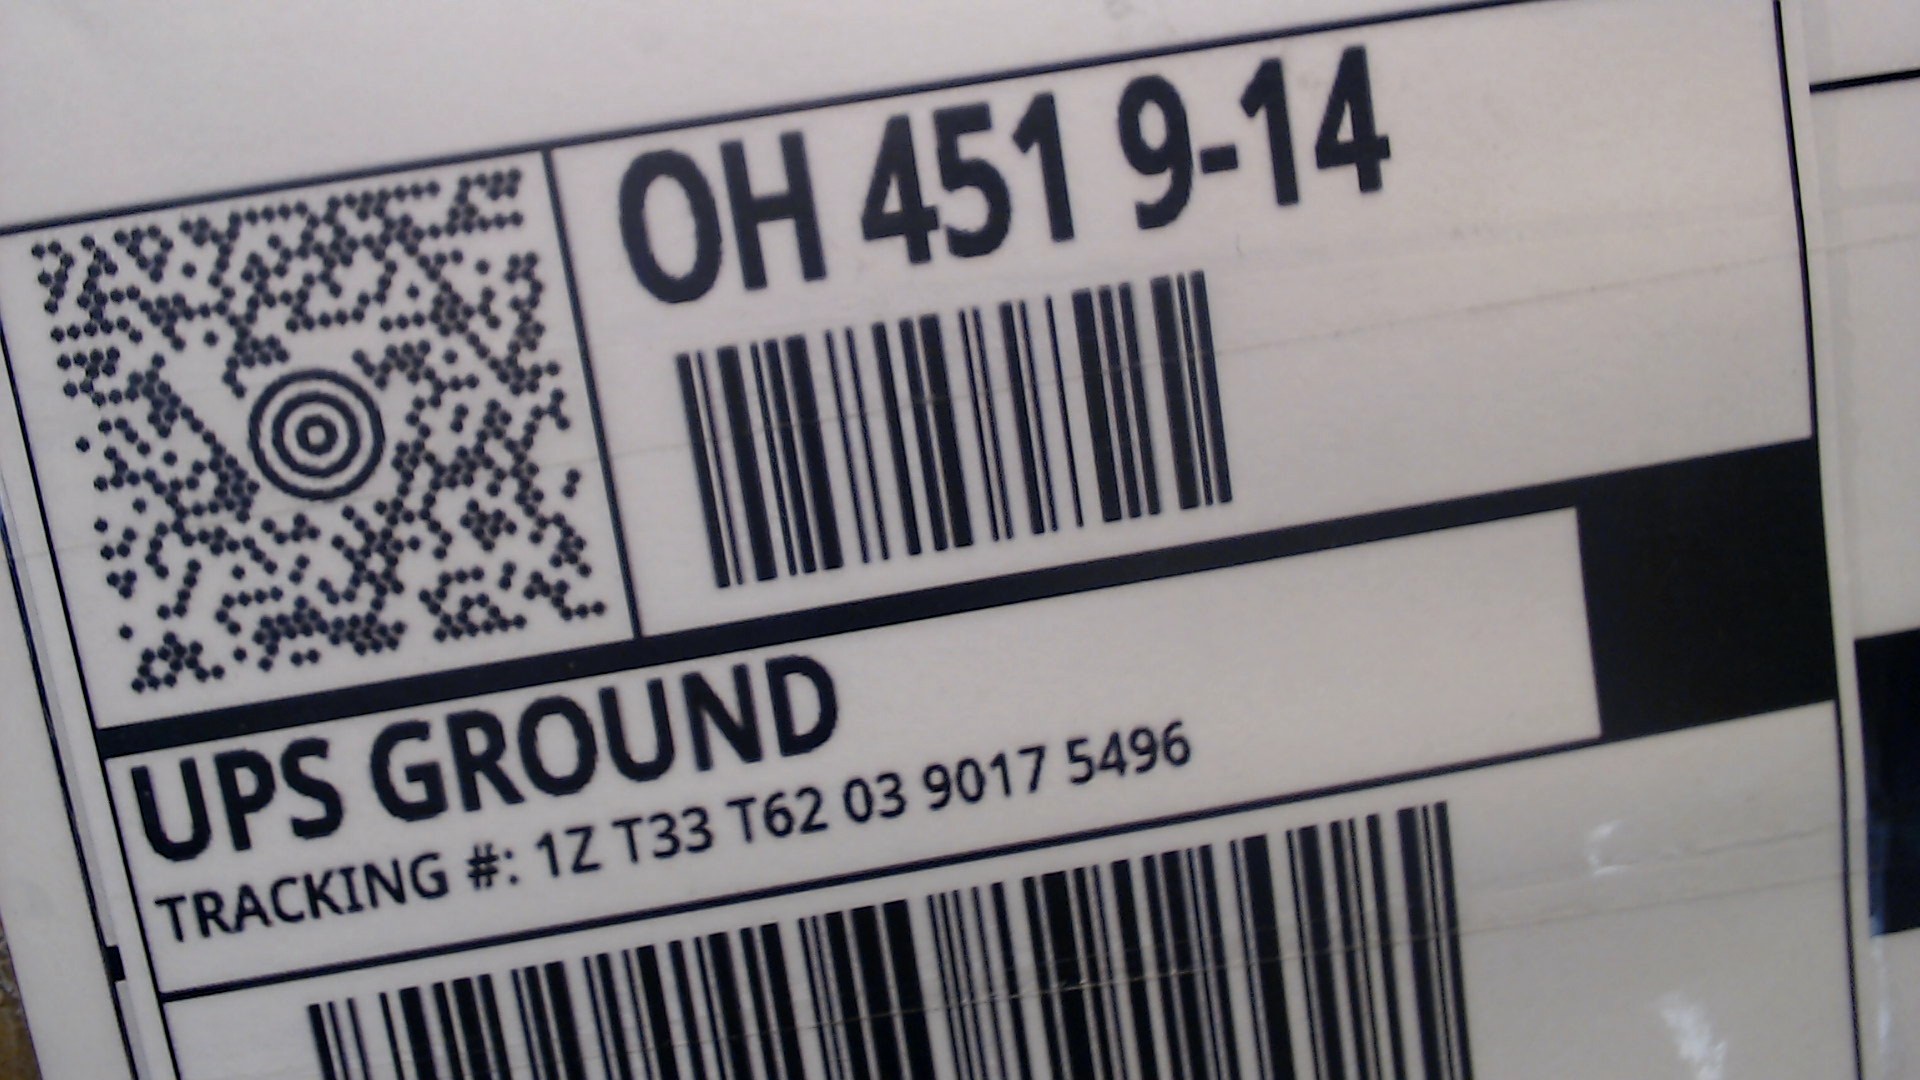 OH 451 9-14
UPS GROUND
TRACKING #: 1Z T33 T62 03 9017 5496